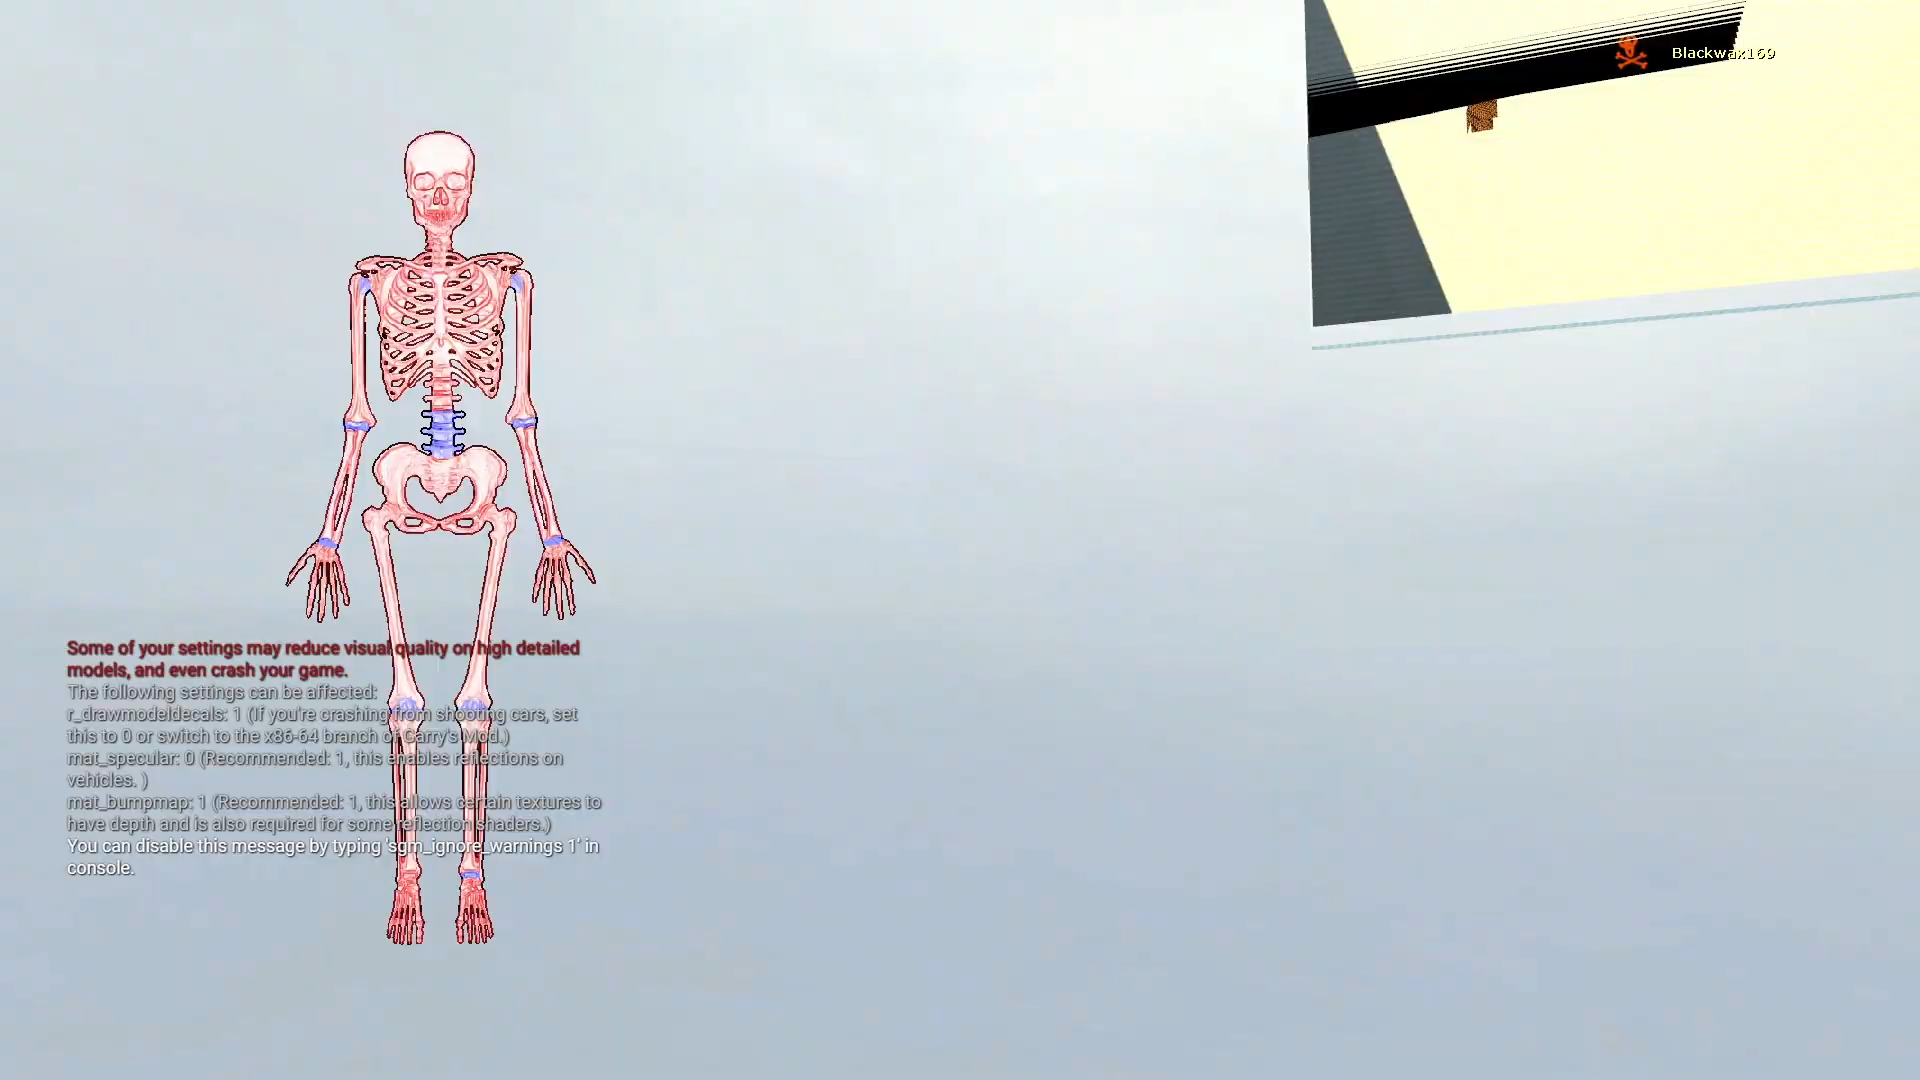 Blackwax169
Some of your settings may reduce visual quality on high detailed
models, and even crash your game.
The following settings can be affected:
r_drawmodeldecals: 1 (If you're crashing from shooting cars, set
this to 0 or switch to the x86-64 branch of Garry's Mod.)
mat_specular: 0 (Recommended: 1, this enables reflections on
vehicles. )
mat_bumpmap: 1 (Recommended: 1, this allows certain textures to
have depth and is also required for some reflection shaders.)
You can disable this message by typing 'sgm_ignore_warnings 1' in
console.